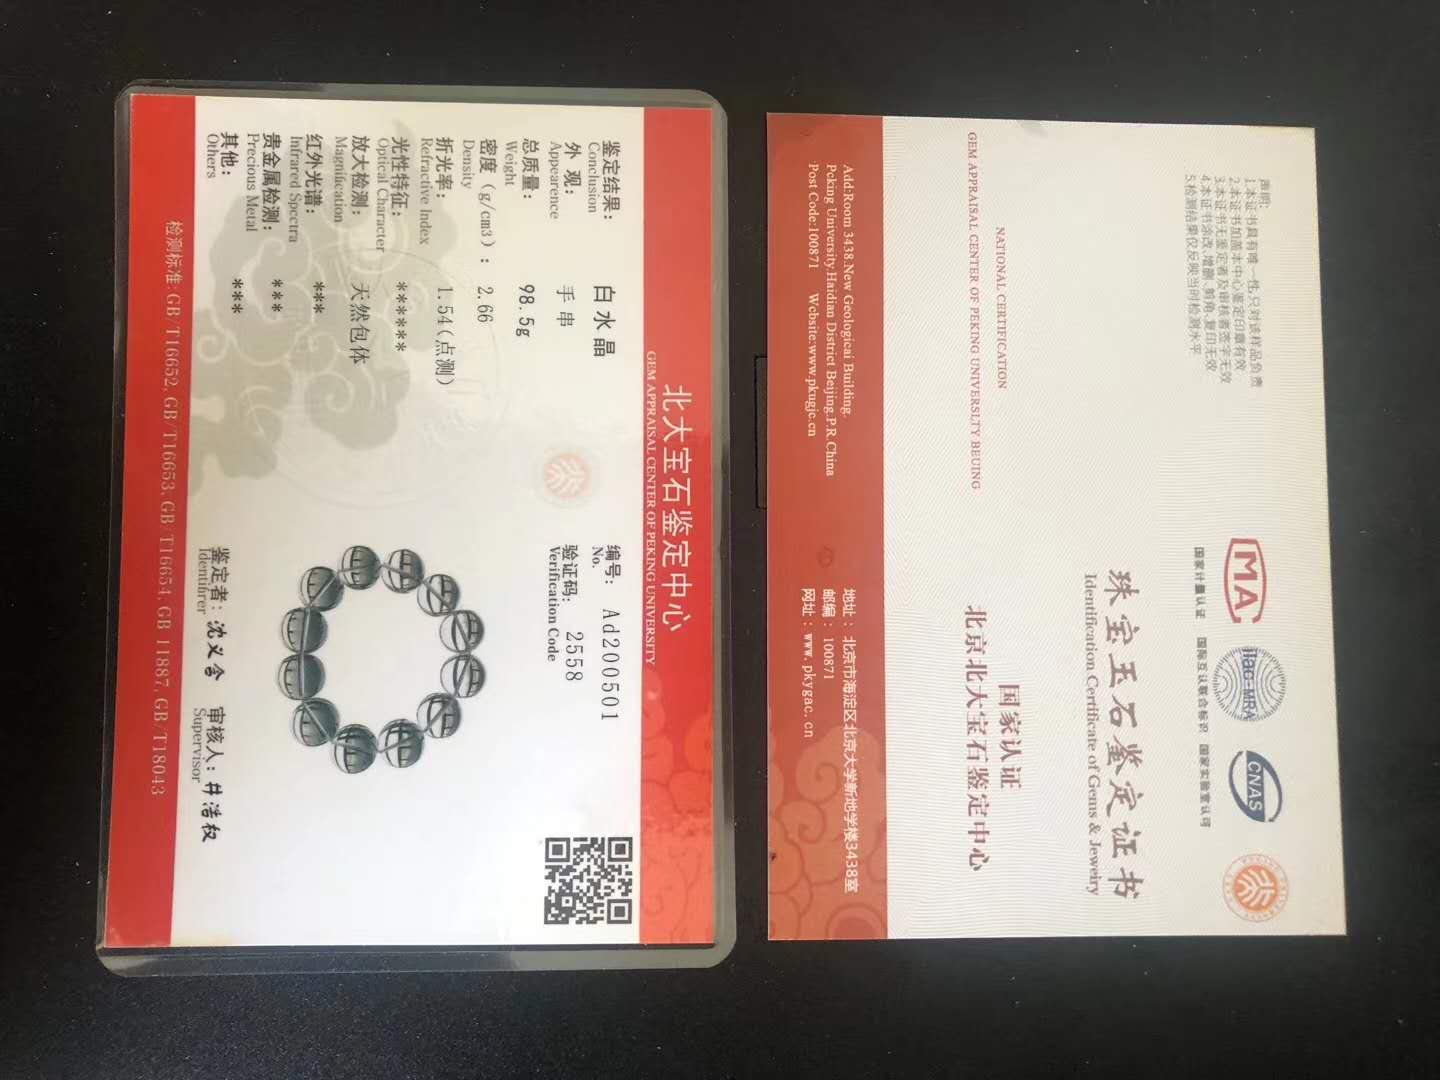 声明:
1.本证书具有唯一性,只对该样品负责
2.本证书加盖本中心鉴定印章有效
3.本证书无鉴定者及审核者签字无效
4.本证书涂改、增删、剪角、复印无效
5.检测结果仅反映当时检测水平
MA
ilac-MRA
CNAS
国家计量认证
国际互认联合标识
国家实验室认可
珠宝玉石鉴定证书
Identification Certificate of Gems & Jeweiry
NATIONAL CERTIFICATION
GEM APPRAISAL CENTER OF PEKING UNIVERSLTY BEUING
国家认证
北京北大宝石鉴定中心
Add:Room 3438.New Geologicai Building.
Pcking University.Haidian District Beijing.P.R.China
Post Code:100871 Wcbsite:www.pkugjc.cn
地址： 北京市海淀区北京大学新地学楼3438室
邮编： 100871
网址：www.pkygac.cn
北大宝石鉴定中心
GEM APPRAISAL CENTER OF PEKING UNIVERSITY
鉴定结果: 白水晶
Conclusion
外 观: 手串
Appearence
总质量: 98.5g
Weight
密度（g/cm3）: 2.66
Density
折光率: 1.54(点测)
Refractive Index
光性特征: ******
Optical Character
放大检测: 天然包体
Magnification
红外光谱: ***
Infrared Spectra
贵金属检测: ***
Precious Metal
其他: ***
Others
编号: Ad200501
No.
验证码: 2558
Verification Code
鉴定者: 沈义含
Identifirer
审核人: 井浩权
Supervisor
检测标准:GB/T16652,GB/T16653,GB/T16654,GB 11887,GB/T18043